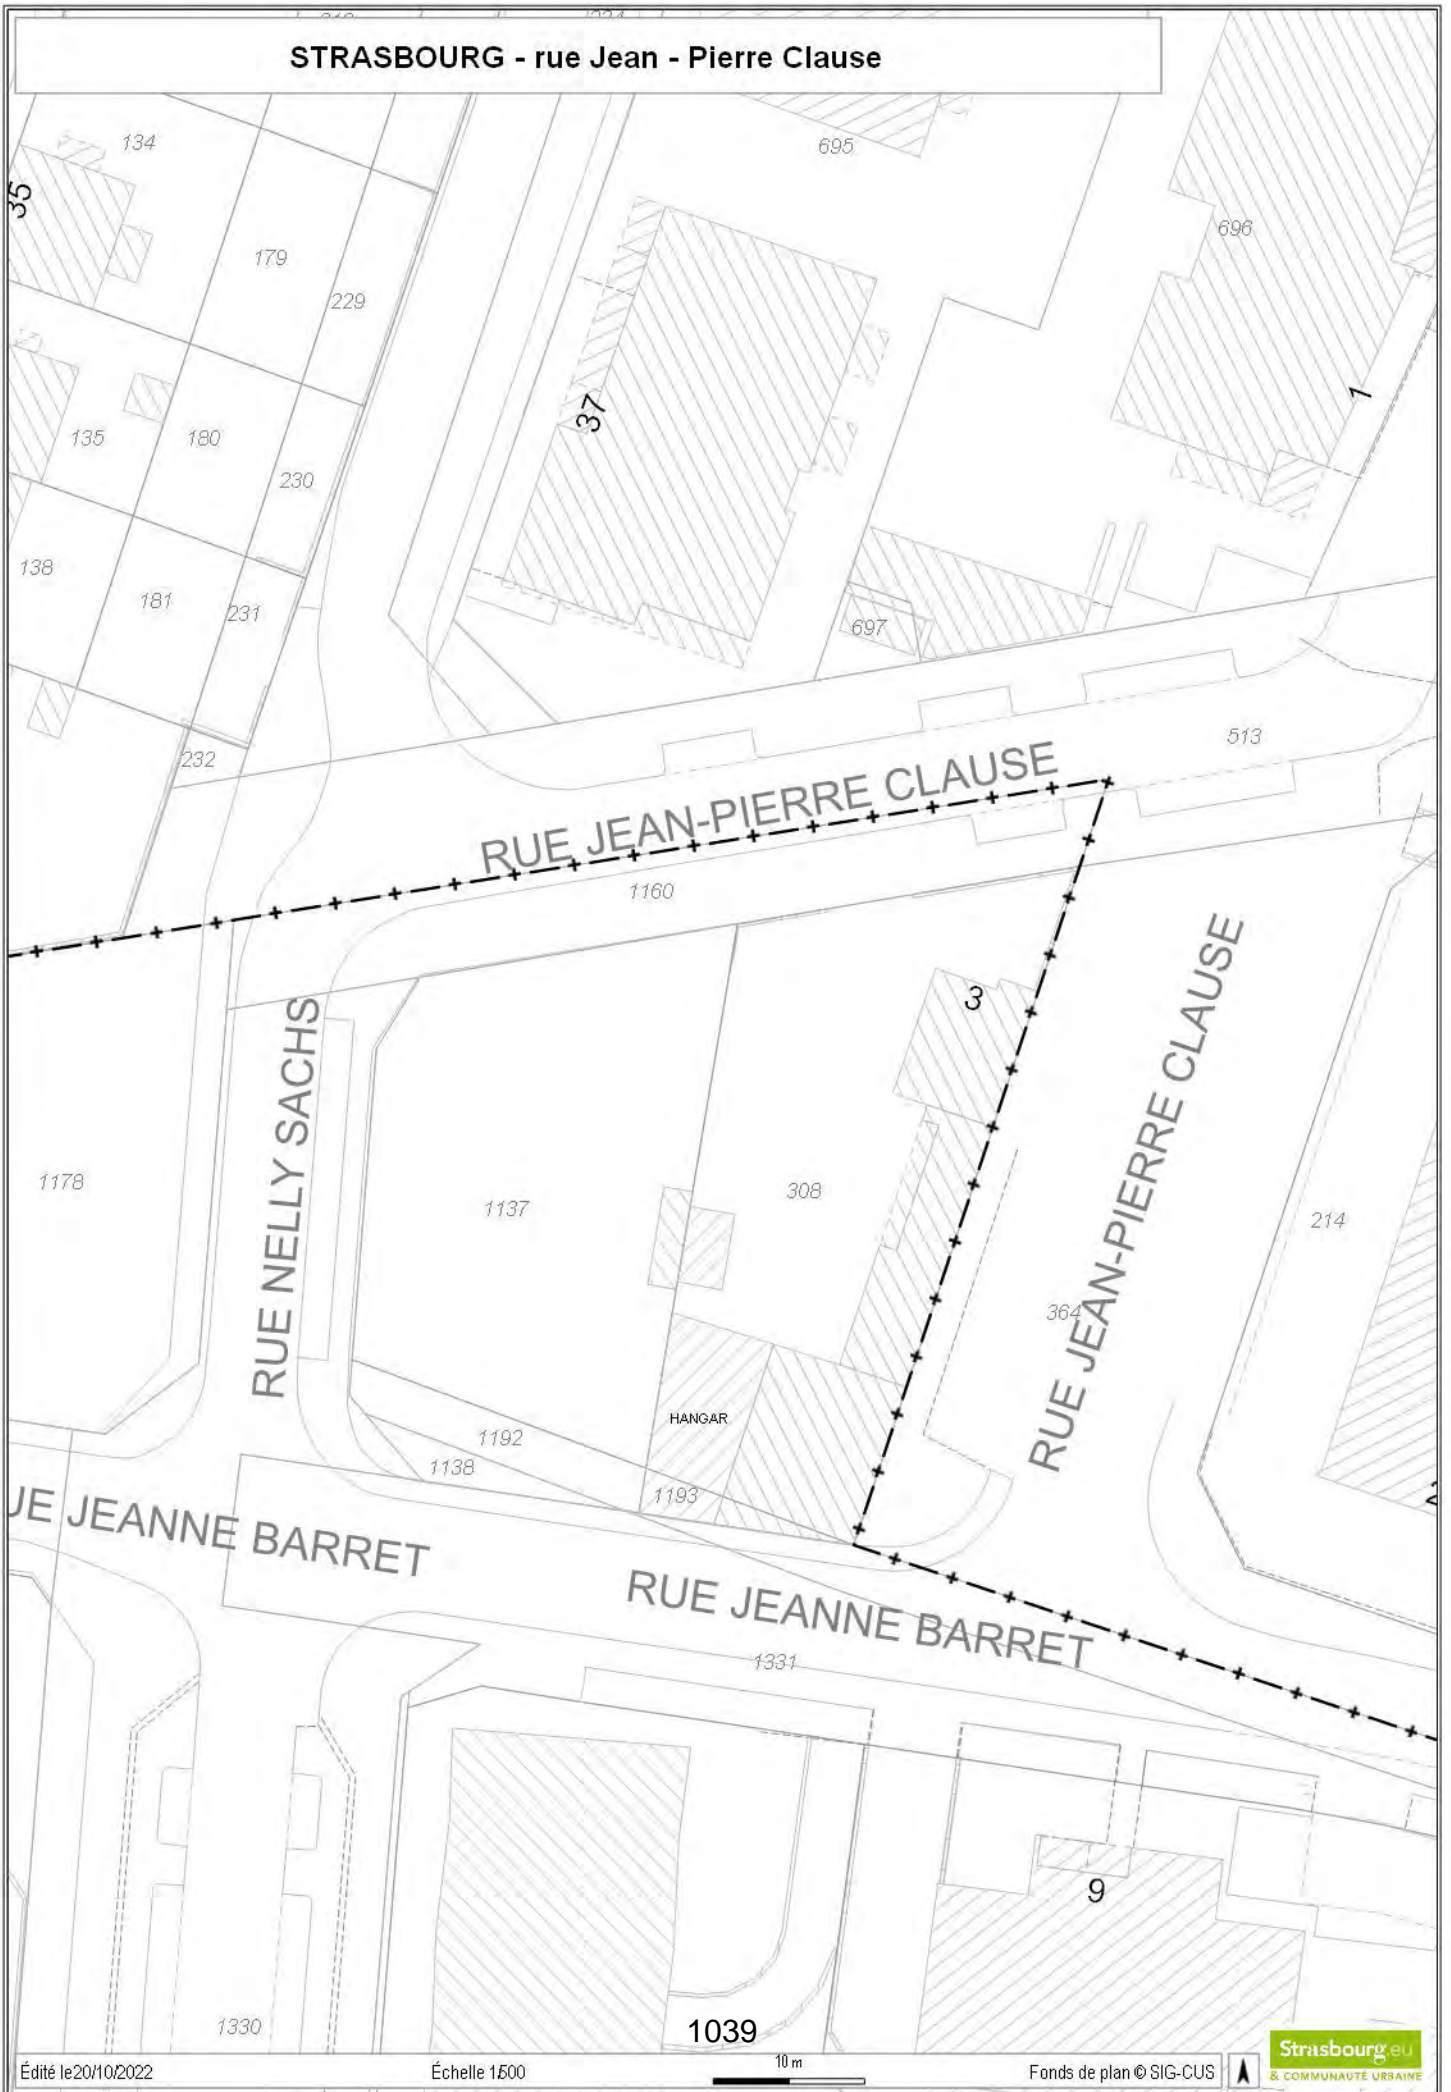 STRASBOURG - rue Jean - Pierre Clause
134
695
35
696
179
229
37
1
135
180
230
138
181
231
697
232
513
RUE JEAN-PIERRE CLAUSE
1160
3
RUE NELLY SACHS
RUE JEAN-PIERRE CLAUSE
1178
1137
308
214
364
HANGAR
1192
1138
1193
UE JEANNE BARRET
RUE JEANNE BARRET
1331
9
1330
1039
Édité le20/10/2022
Échelle 1/500
10 m
Fonds de plan © SIG-CUS
Strasbourg.eu
& COMMUNAUTÉ URBAINE